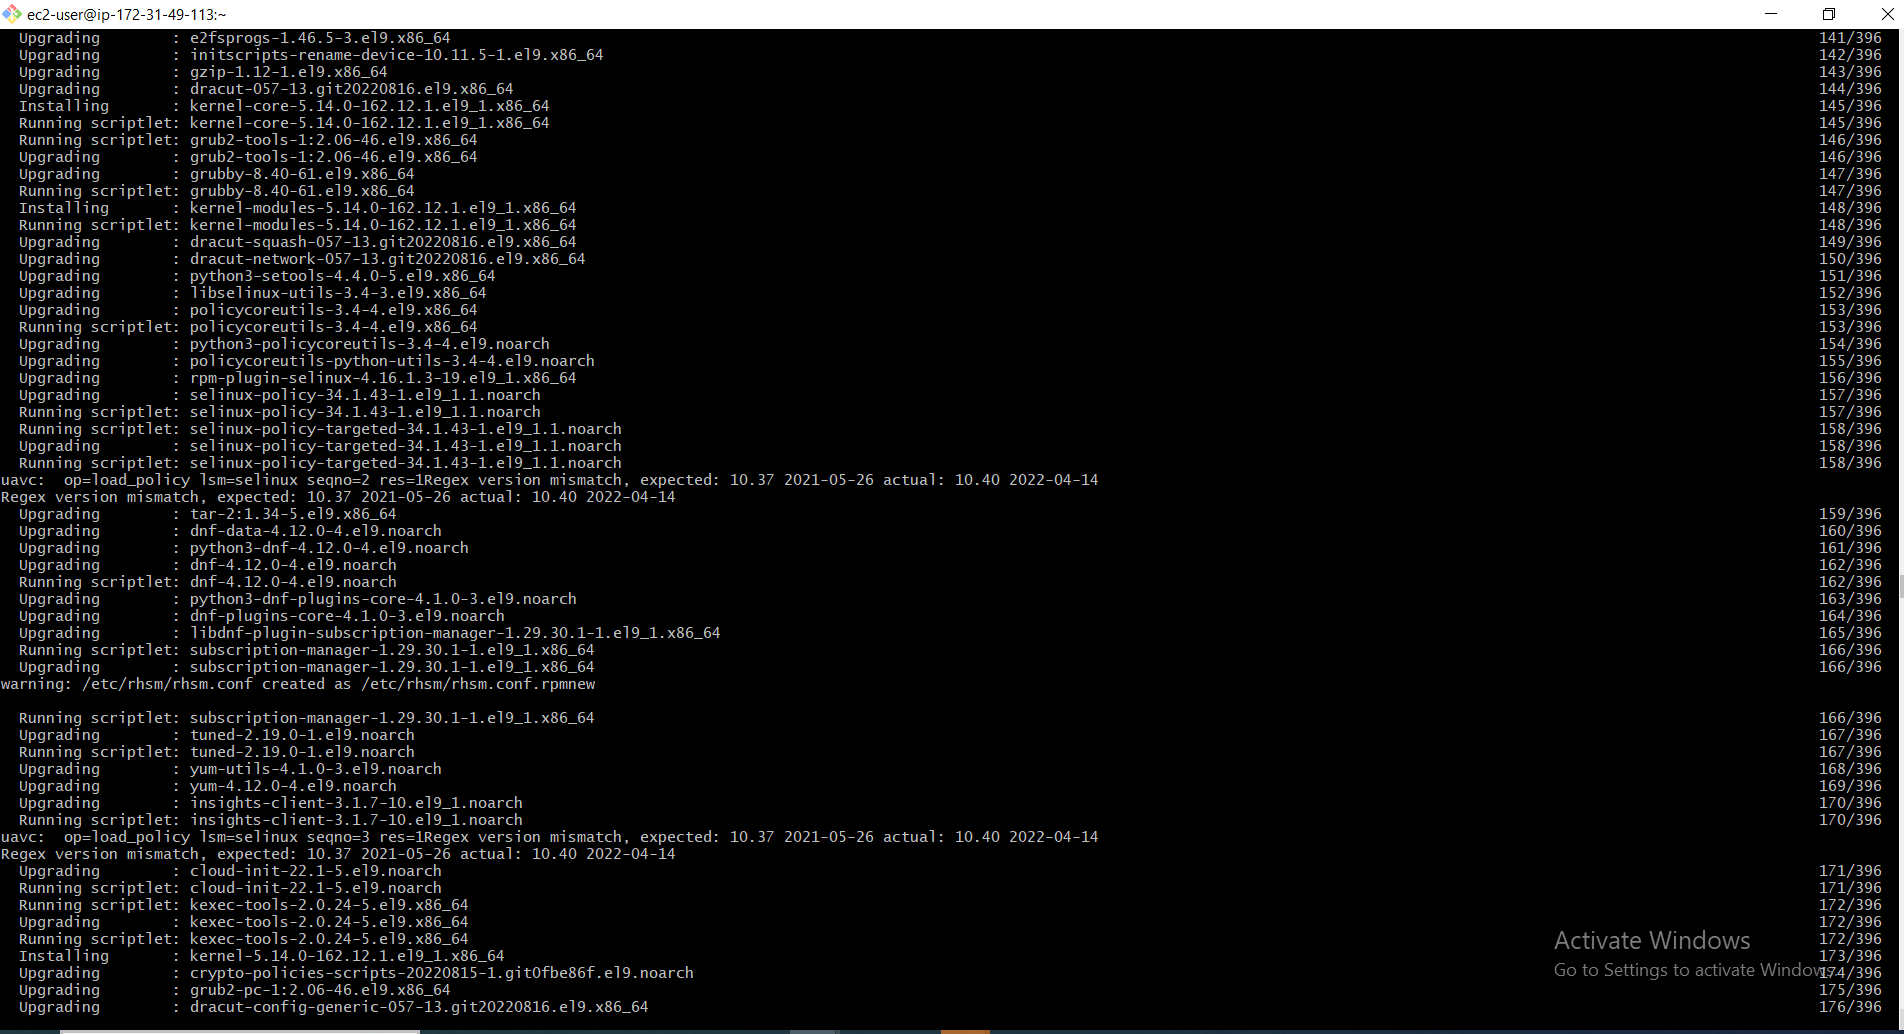 ec2-user@ip-172-31-49-113:~
Upgrading : e2fsprogs-1.46.5-3.el9.x86_64 141/396
Upgrading : initscripts-rename-device-10.11.5-1.el9.x86_64 142/396
Upgrading : gzip-1.12-1.el9.x86_64 143/396
Upgrading : dracut-057-13.git20220816.el9.x86_64 144/396
Installing : kernel-core-5.14.0-162.12.1.el9_1.x86_64 145/396
Running scriptlet: kernel-core-5.14.0-162.12.1.el9_1.x86_64 145/396
Running scriptlet: grub2-tools-1:2.06-46.el9.x86_64 146/396
Upgrading : grub2-tools-1:2.06-46.el9.x86_64 146/396
Upgrading : grubby-8.40-61.el9.x86_64 147/396
Running scriptlet: grubby-8.40-61.el9.x86_64 147/396
Installing : kernel-modules-5.14.0-162.12.1.el9_1.x86_64 148/396
Running scriptlet: kernel-modules-5.14.0-162.12.1.el9_1.x86_64 148/396
Upgrading : dracut-squash-057-13.git20220816.el9.x86_64 149/396
Upgrading : dracut-network-057-13.git20220816.el9.x86_64 150/396
Upgrading : python3-setools-4.4.0-5.el9.x86_64 151/396
Upgrading : libselinux-utils-3.4-3.el9.x86_64 152/396
Upgrading : policycoreutils-3.4-4.el9.x86_64 153/396
Running scriptlet: policycoreutils-3.4-4.el9.x86_64 153/396
Upgrading : python3-policycoreutils-3.4-4.el9.noarch 154/396
Upgrading : policycoreutils-python-utils-3.4-4.el9.noarch 155/396
Upgrading : rpm-plugin-selinux-4.16.1.3-19.el9_1.x86_64 156/396
Upgrading : selinux-policy-34.1.43-1.el9_1.1.noarch 157/396
Running scriptlet: selinux-policy-34.1.43-1.el9_1.1.noarch 157/396
Running scriptlet: selinux-policy-targeted-34.1.43-1.el9_1.1.noarch 158/396
Upgrading : selinux-policy-targeted-34.1.43-1.el9_1.1.noarch 158/396
Running scriptlet: selinux-policy-targeted-34.1.43-1.el9_1.1.noarch 158/396
uavc:  op=load_policy lsm=selinux seqno=2 res=1Regex version mismatch, expected: 10.37 2021-05-26 actual: 10.40 2022-04-14
Regex version mismatch, expected: 10.37 2021-05-26 actual: 10.40 2022-04-14
Upgrading : tar-2:1.34-5.el9.x86_64 159/396
Upgrading : dnf-data-4.12.0-4.el9.noarch 160/396
Upgrading : python3-dnf-4.12.0-4.el9.noarch 161/396
Upgrading : dnf-4.12.0-4.el9.noarch 162/396
Running scriptlet: dnf-4.12.0-4.el9.noarch 162/396
Upgrading : python3-dnf-plugins-core-4.1.0-3.el9.noarch 163/396
Upgrading : dnf-plugins-core-4.1.0-3.el9.noarch 164/396
Upgrading : libdnf-plugin-subscription-manager-1.29.30.1-1.el9_1.x86_64 165/396
Running scriptlet: subscription-manager-1.29.30.1-1.el9_1.x86_64 166/396
Upgrading : subscription-manager-1.29.30.1-1.el9_1.x86_64 166/396
warning: /etc/rhsm/rhsm.conf created as /etc/rhsm/rhsm.conf.rpmnew
Running scriptlet: subscription-manager-1.29.30.1-1.el9_1.x86_64 166/396
Upgrading : tuned-2.19.0-1.el9.noarch 167/396
Running scriptlet: tuned-2.19.0-1.el9.noarch 167/396
Upgrading : yum-utils-4.1.0-3.el9.noarch 168/396
Upgrading : yum-4.12.0-4.el9.noarch 169/396
Upgrading : insights-client-3.1.7-10.el9_1.noarch 170/396
Running scriptlet: insights-client-3.1.7-10.el9_1.noarch 170/396
uavc:  op=load_policy lsm=selinux seqno=3 res=1Regex version mismatch, expected: 10.37 2021-05-26 actual: 10.40 2022-04-14
Regex version mismatch, expected: 10.37 2021-05-26 actual: 10.40 2022-04-14
Upgrading : cloud-init-22.1-5.el9.noarch 171/396
Running scriptlet: cloud-init-22.1-5.el9.noarch 171/396
Running scriptlet: kexec-tools-2.0.24-5.el9.x86_64 172/396
Upgrading : kexec-tools-2.0.24-5.el9.x86_64 172/396
Running scriptlet: kexec-tools-2.0.24-5.el9.x86_64 172/396
Installing : kernel-5.14.0-162.12.1.el9_1.x86_64 173/396
Upgrading : crypto-policies-scripts-20220815-1.git0fbe86f.el9.noarch 174/396
Upgrading : grub2-pc-1:2.06-46.el9.x86_64 175/396
Upgrading : dracut-config-generic-057-13.git20220816.el9.x86_64 176/396
Activate Windows
Go to Settings to activate Windows.